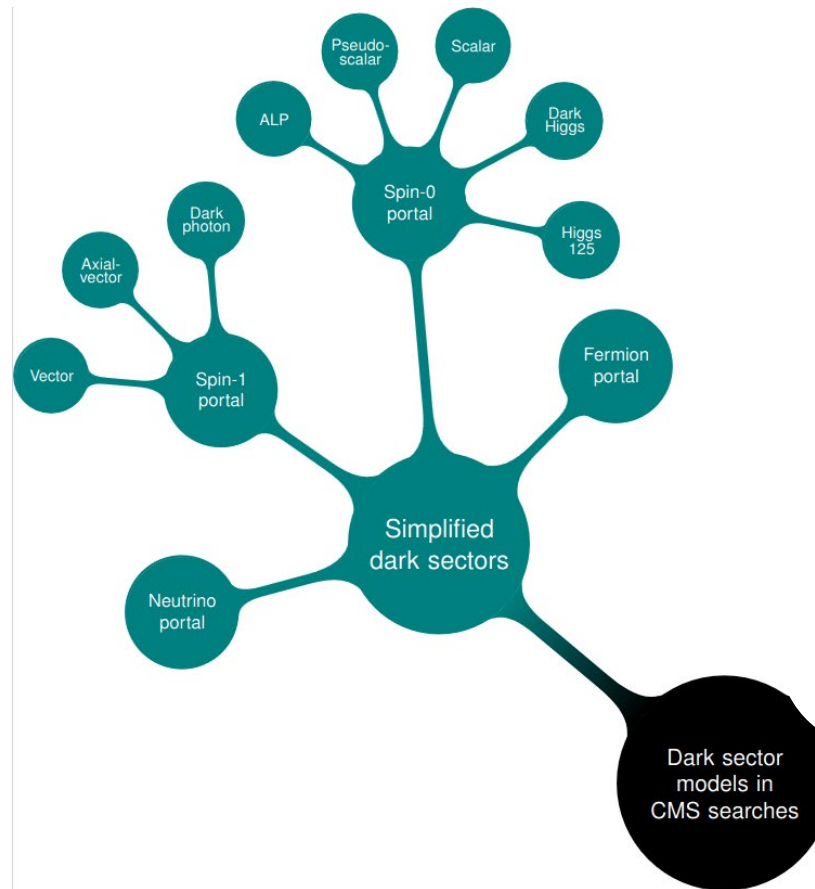 Pseudo-
scalar
Scalar
ALP
Dark
Higgs
Spin-0
portal
Dark
photon
Higgs
125
Axial-
vector
Vector
Spin-1
portal
Fermion
portal
Simplified
dark sectors
Neutrino
portal
Dark sector
models in
CMS searches